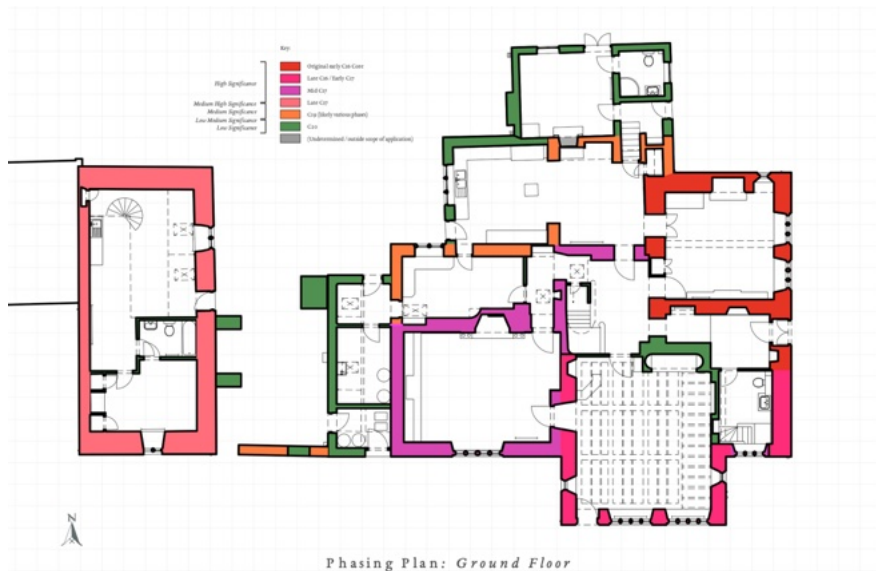 Key:
Original early C16 Core
Late C16 / Early C17
High Significance
Mid C17
Medium High Significance
Late C17
Medium Significance
C19 (likely various phases)
Low Medium Significance
Low Significance
C20
(Undetermined / outside scope of application)
N
Phasing Plan: Ground Floor